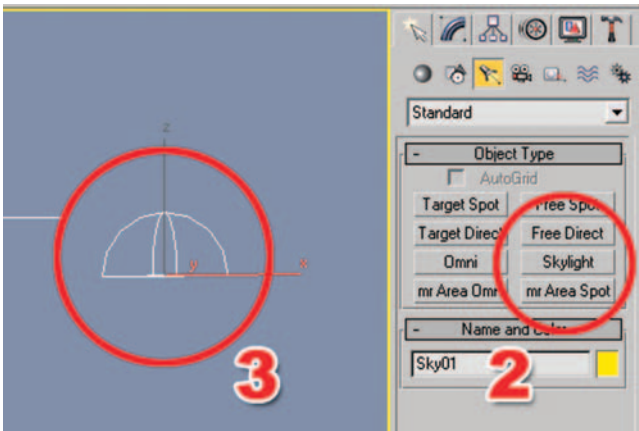 Standard
- Object Type
AutoGrid
Target Spot Free Spot
Target Direct Free Direct
Omni Skylight
mr Area Omni mr Area Spot
- Name and Color
Sky01
2
z
y x
3